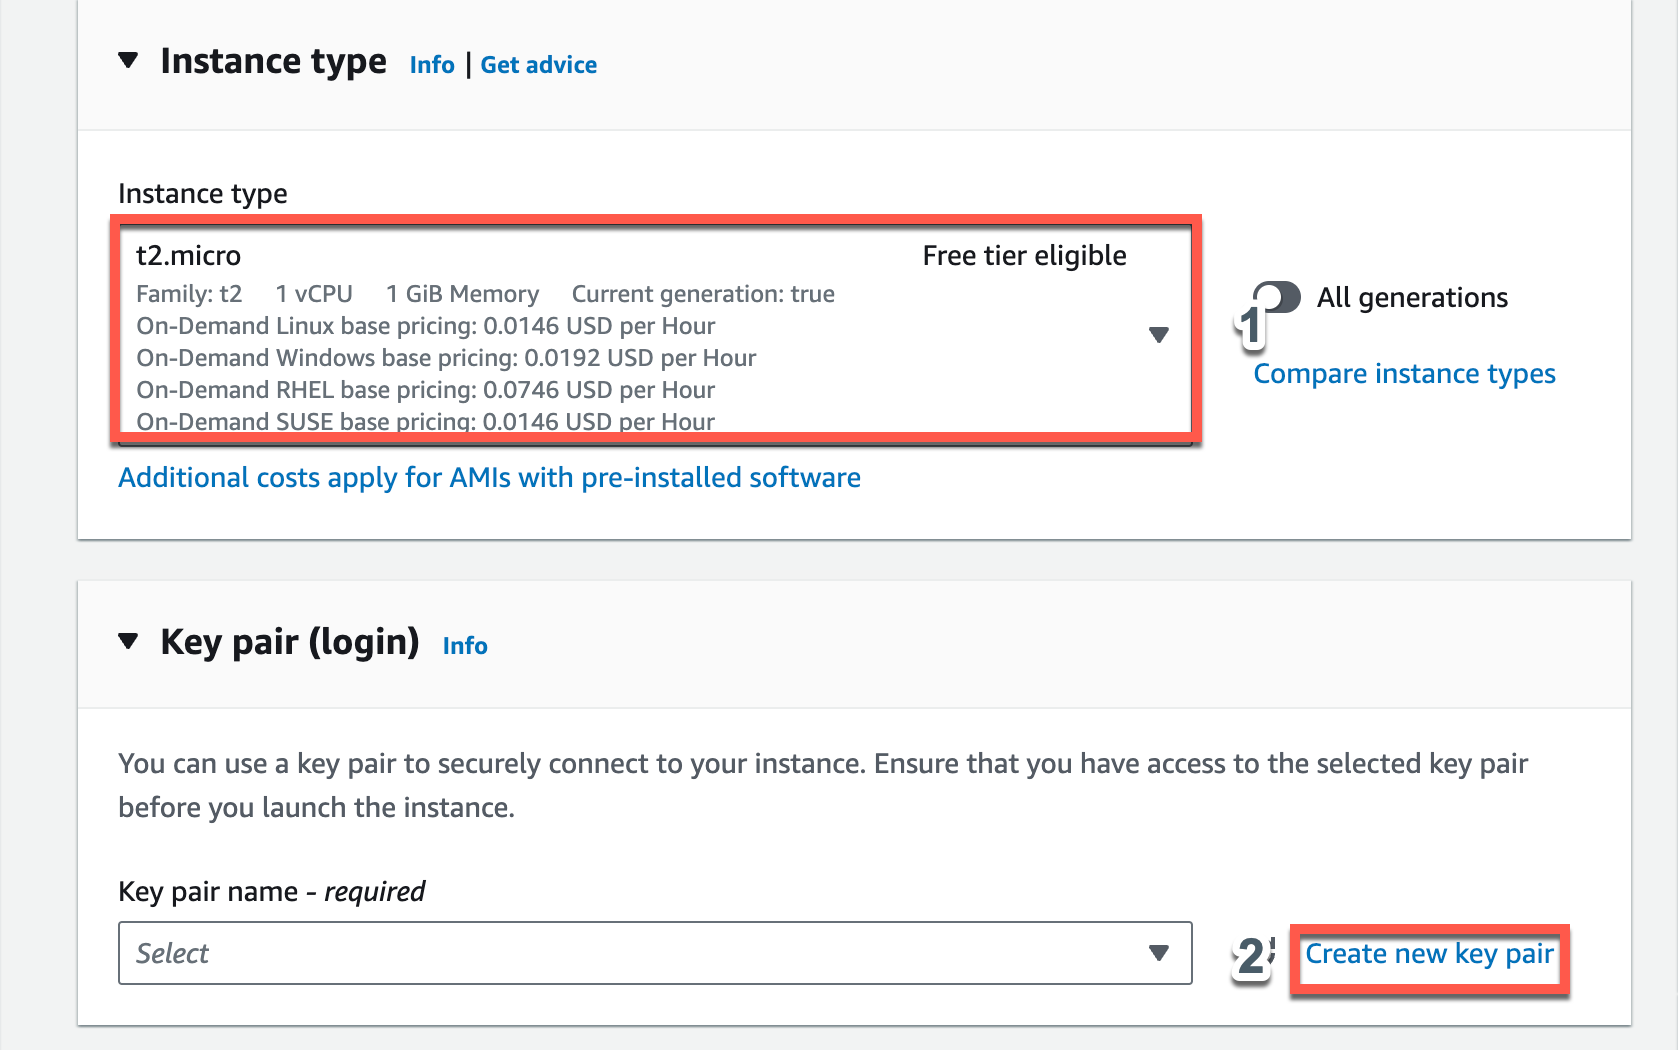 Instance type Info | Get advice
Instance type
t2.micro Free tier eligible
Family: t2 1 vCPU 1 GiB Memory Current generation: true
On-Demand Linux base pricing: 0.0146 USD per Hour
On-Demand Windows base pricing: 0.0192 USD per Hour
On-Demand RHEL base pricing: 0.0746 USD per Hour
On-Demand SUSE base pricing: 0.0146 USD per Hour
All generations
1
Compare instance types
Additional costs apply for AMIs with pre-installed software
Key pair (login) Info
You can use a key pair to securely connect to your instance. Ensure that you have access to the selected key pair
before you launch the instance.
Key pair name - required
Select
2
Create new key pair